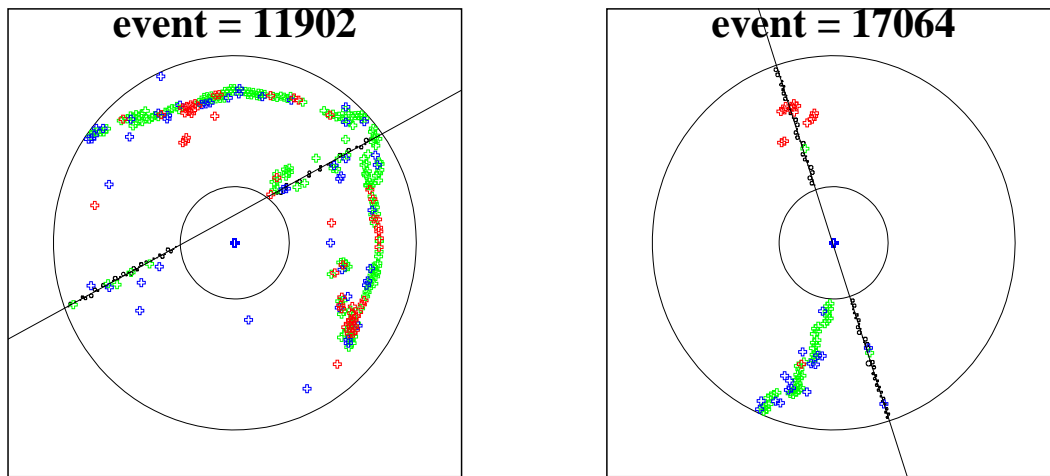 event = 11902
event = 17064